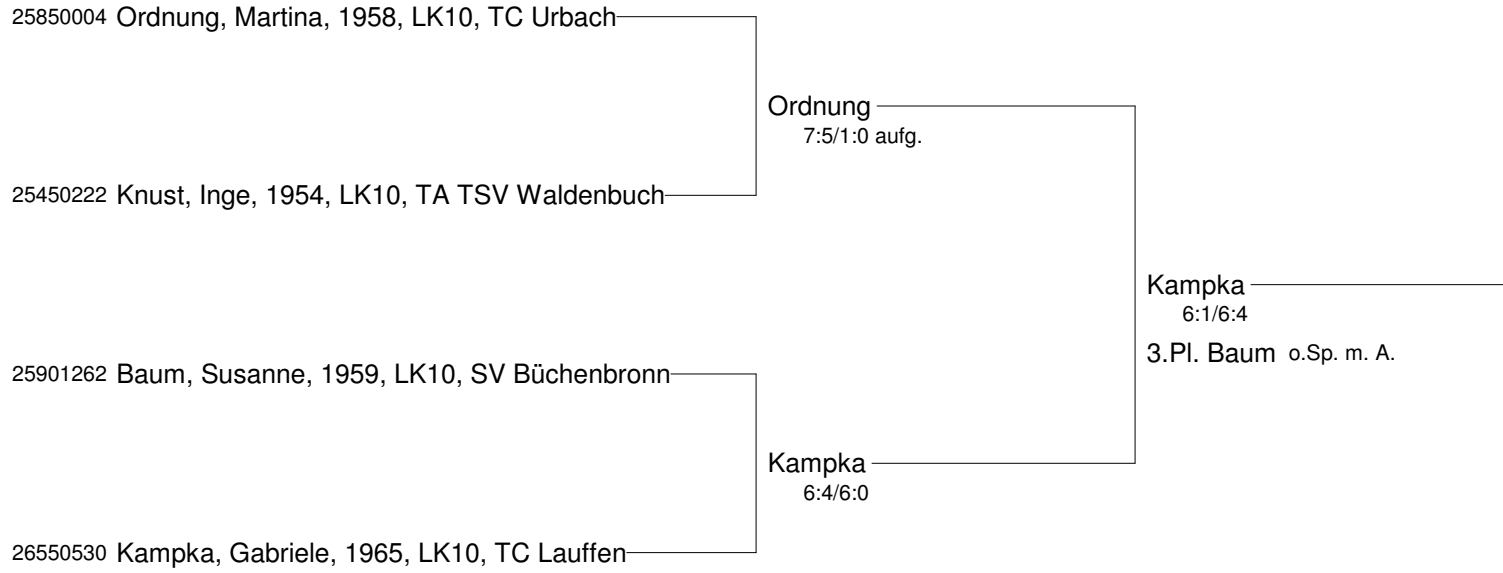 25850004 Ordnung, Martina, 1958, LK10, TC Urbach
Ordnung
7:5/1:0 aufg.
25450222 Knust, Inge, 1954, LK10, TA TSV Waldenbuch
Kampka
6:1/6:4
3.Pl. Baum o.Sp. m. A.
25901262 Baum, Susanne, 1959, LK10, SV Büchenbronn
Kampka
6:4/6:0
26550530 Kampka, Gabriele, 1965, LK10, TC Lauffen